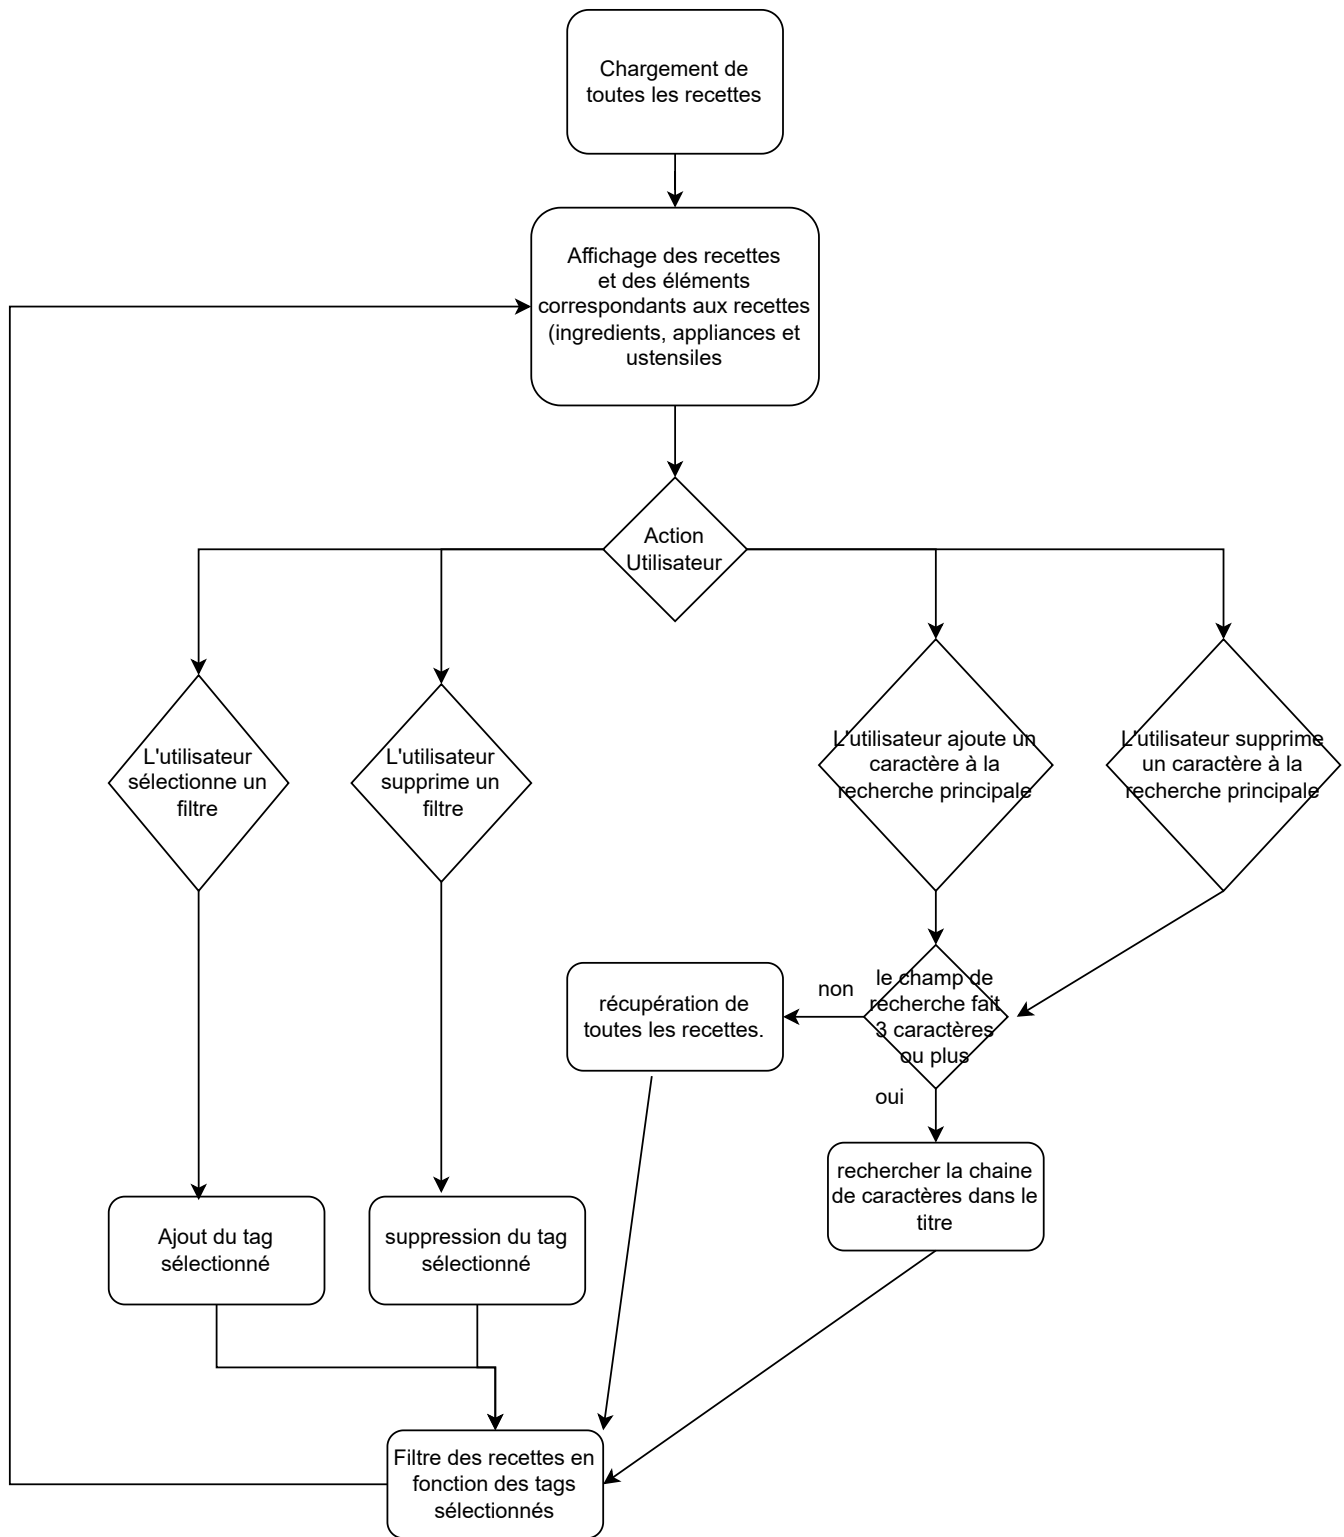 Chargement de
toutes les recettes
Affichage des recettes
et des éléments
correspondants aux recettes
(ingredients, appliances et
ustensiles
Action
Utilisateur
L'utilisateur
sélectionne un
filtre
L'utilisateur
supprime un
filtre
L'utilisateur ajoute un
caractère à la
recherche principale
L'utilisateur supprime
un caractère à la
recherche principale
récupération de
toutes les recettes.
non
le champ de
recherche fait
3 caractères
ou plus
oui
rechercher la chaine
de caractères dans le
titre
Ajout du tag
sélectionné
suppression du tag
sélectionné
Filtre des recettes en
fonction des tags
sélectionnés